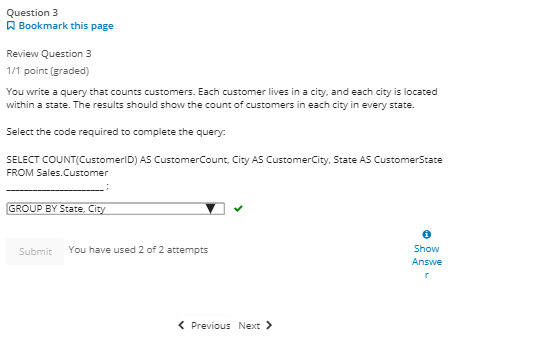 Question 3
Bookmark this page
Review Question 3
1/1 point (graded)
You write a query that counts customers. Each customer lives in a city, and each city is located
within a state. The results should show the count of customers in each city in every state.
Select the code required to complete the query:
SELECT COUNT(CustomerID) AS CustomerCount, City AS CustomerCity, State AS CustomerState
FROM Sales.Customer
______________________ ;
GROUP BY State, City
Submit You have used 2 of 2 attempts
Show
Answe
r
Previous Next